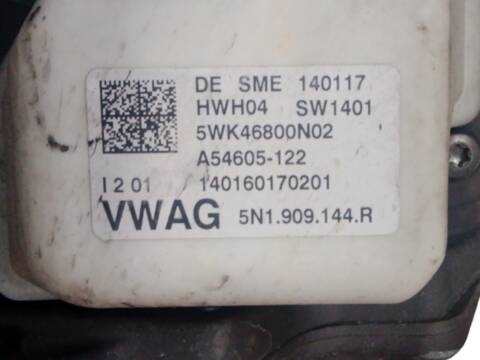 DE SME 140117
HWH04 SW1401
5WK46800N02
A54605-122
I 2 01 140160170201
VWAG 5N1.909.144.R